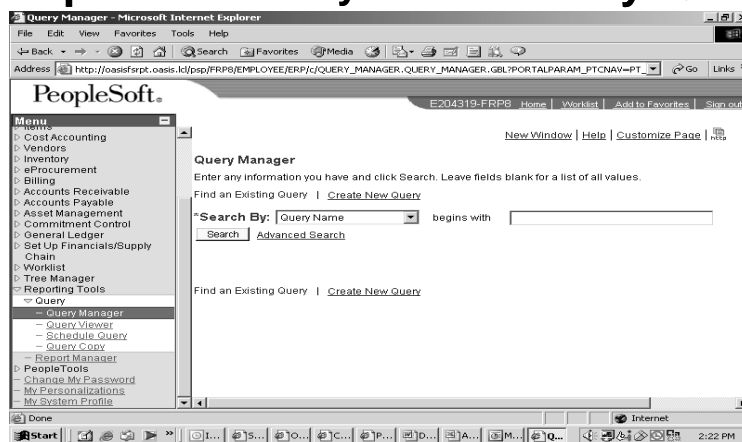 Query Manager - Microsoft Internet Explorer
File Edit View Favorites Tools Help
Back Search Favorites Media
Address http://oasisfsrpt.oasis.lcl/psp/FRP8/EMPLOYEE/ERP/c/QUERY_MANAGER.QUERY_MANAGER.GBL?PORTALPARAM_PTCNAV=PT_ Go Links
PeopleSoft.
E204319-FRP8 Home | Worklist | Add to Favorites | Sign out
Menu
New Window | Help | Customize Page |
Items
Cost Accounting
Vendors
Inventory
eProcurement
Billing
Accounts Receivable
Accounts Payable
Asset Management
Commitment Control
General Ledger
Set Up Financials/Supply
Chain
Worklist
Tree Manager
Reporting Tools
Query
Query Manager
Query Viewer
Schedule Query
Query Copy
Report Manager
PeopleTools
Change My Password
My Personalizations
My System Profile
Query Manager
Enter any information you have and click Search. Leave fields blank for a list of all values.
Find an Existing Query | Create New Query
*Search By: Query Name begins with
Search Advanced Search
Find an Existing Query | Create New Query
Done Internet
Start » I... S... O... C... P... D... A... M... Q... 2:22 PM